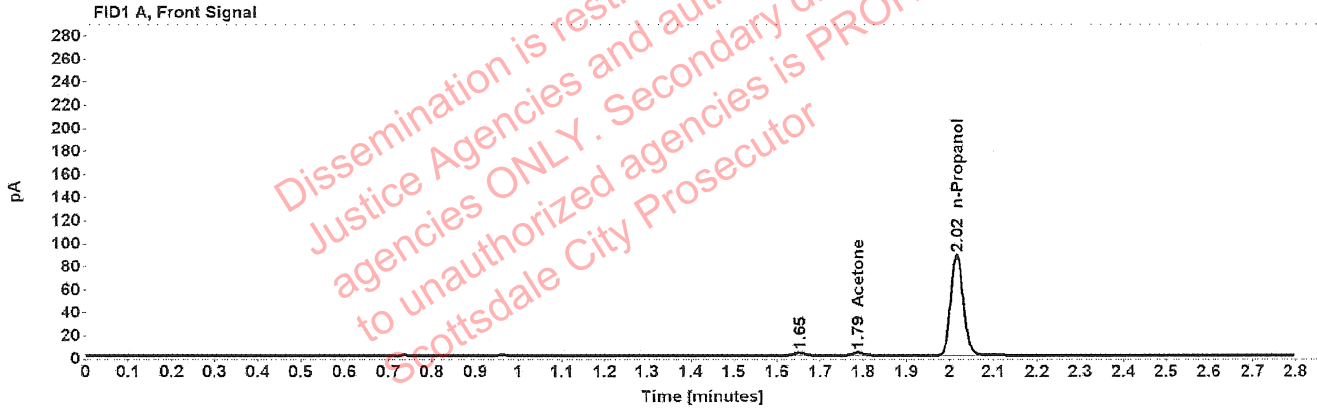 FID1 A, Front Signal
280
260
240
220
200
180
160
140
120
100
80
60
40
20
0
pA
1.65
1.79 Acetone
2.02 n-Propanol
0 0.1 0.2 0.3 0.4 0.5 0.6 0.7 0.8 0.9 1 1.1 1.2 1.3 1.4 1.5 1.6 1.7 1.8 1.9 2 2.1 2.2 2.3 2.4 2.5 2.6 2.7 2.8
Time [minutes]
Dissemination is
Justice Agencies and
agencies ONLY. Secondary
to unauthorized agencies is
Scottsdale City Prosecutor